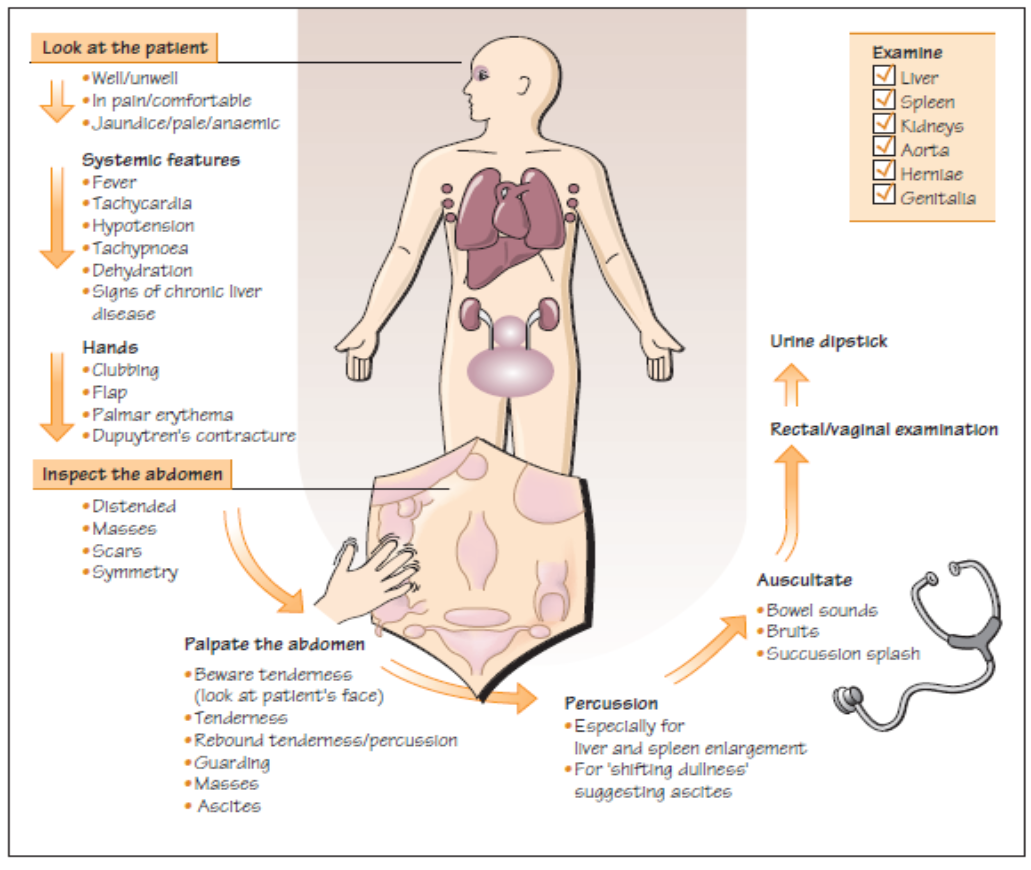 Look at the patient
•Well/unwell
•In pain/comfortable
•Jaundice/pale/anaemic
Systemic features
•Fever
•Tachycardia
•Hypotension
•Tachypnoea
•Dehydration
•Signs of chronic liver
disease
Hands
•Clubbing
•Flap
•Palmar erythema
•Dupuytren's contracture
Inspect the abdomen
•Distended
•Masses
•Scars
•Symmetry
Palpate the abdomen
•Beware tenderness
(look at patient's face)
•Tenderness
•Rebound tenderness/percussion
•Guarding
•Masses
• Ascites
Percussion
•Especially for
liver and spleen enlargement
•For 'shifting dullness'
suggesting ascites
Auscultate
•Bowel sounds
•Bruits
•Succussion splash
Rectal/vaginal examination
Urine dipstick
Examine
Liver
Spleen
Kidneys
Aorta
Herniae
Genitalia